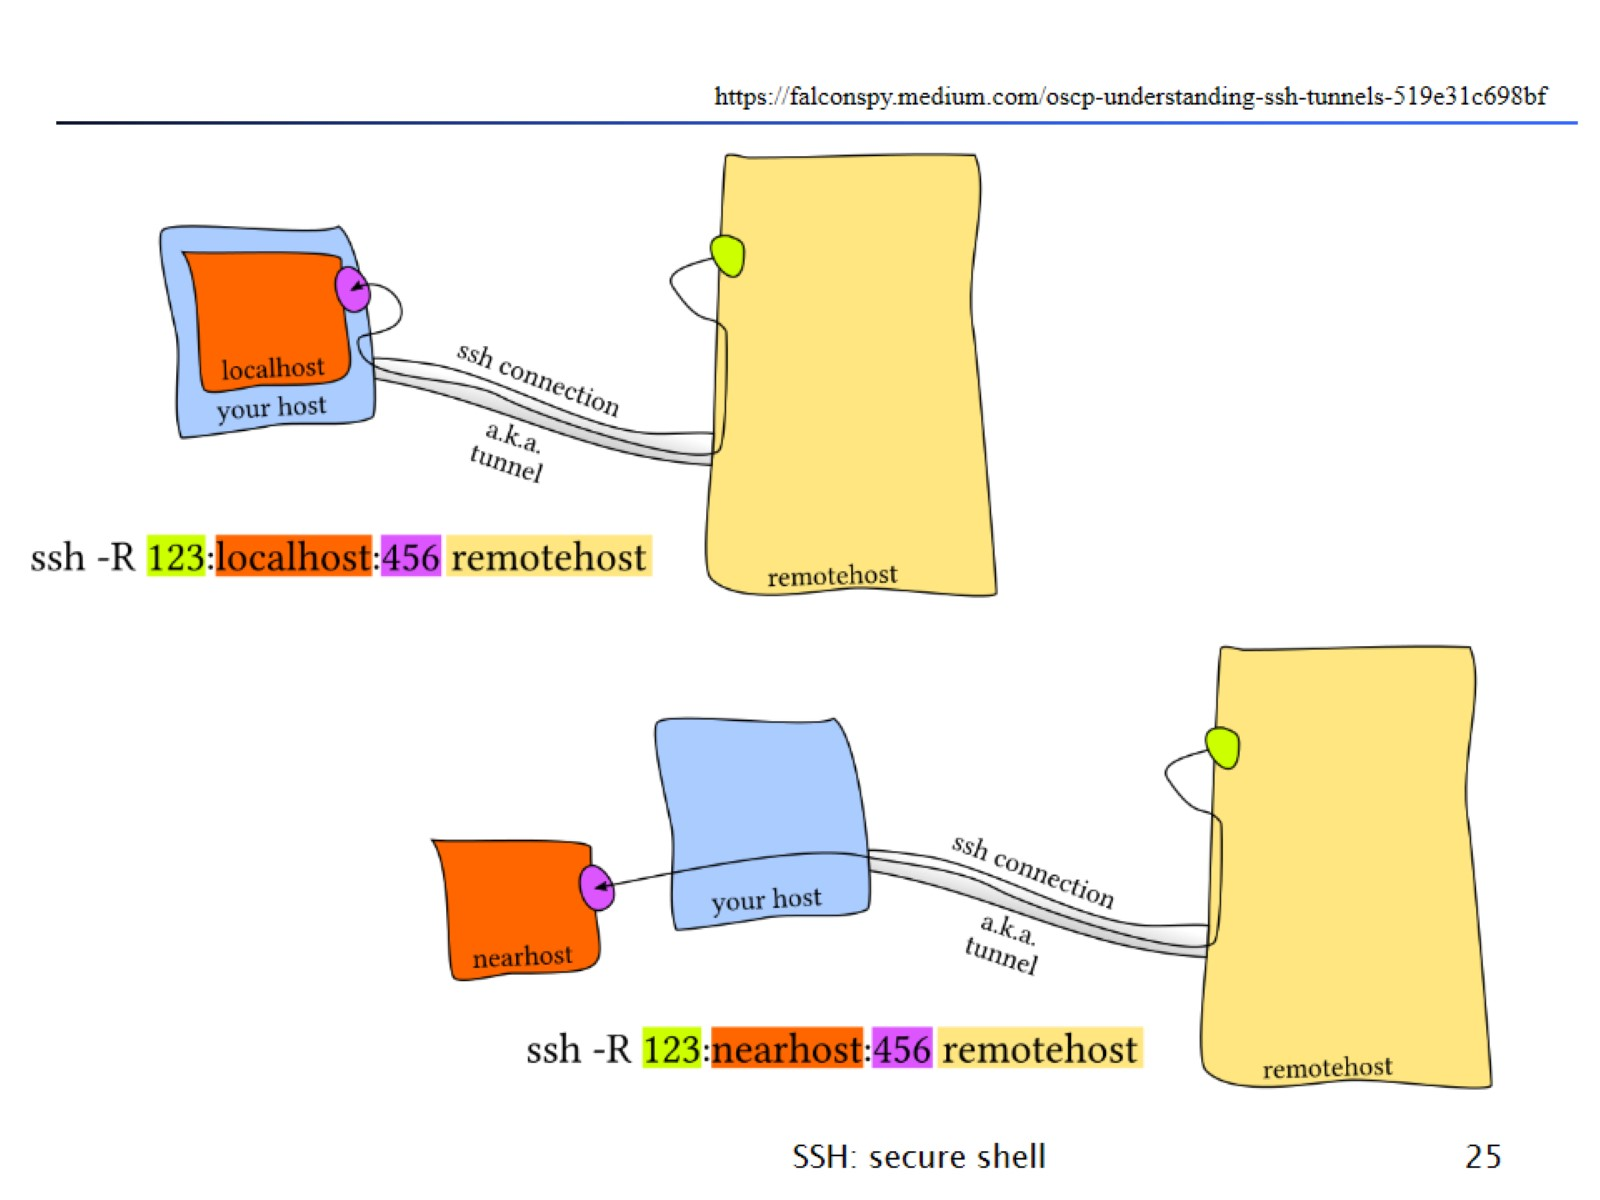 https://falconspy.medium.com/oscp-understanding-ssh-tunnels-519e31c698bf
localhost
your host
ssh connection
a.k.a.
tunnel
remotehost
ssh -R 123:localhost:456 remotehost
nearhost
your host
ssh connection
a.k.a.
tunnel
remotehost
ssh -R 123:nearhost:456 remotehost
SSH: secure shell
25